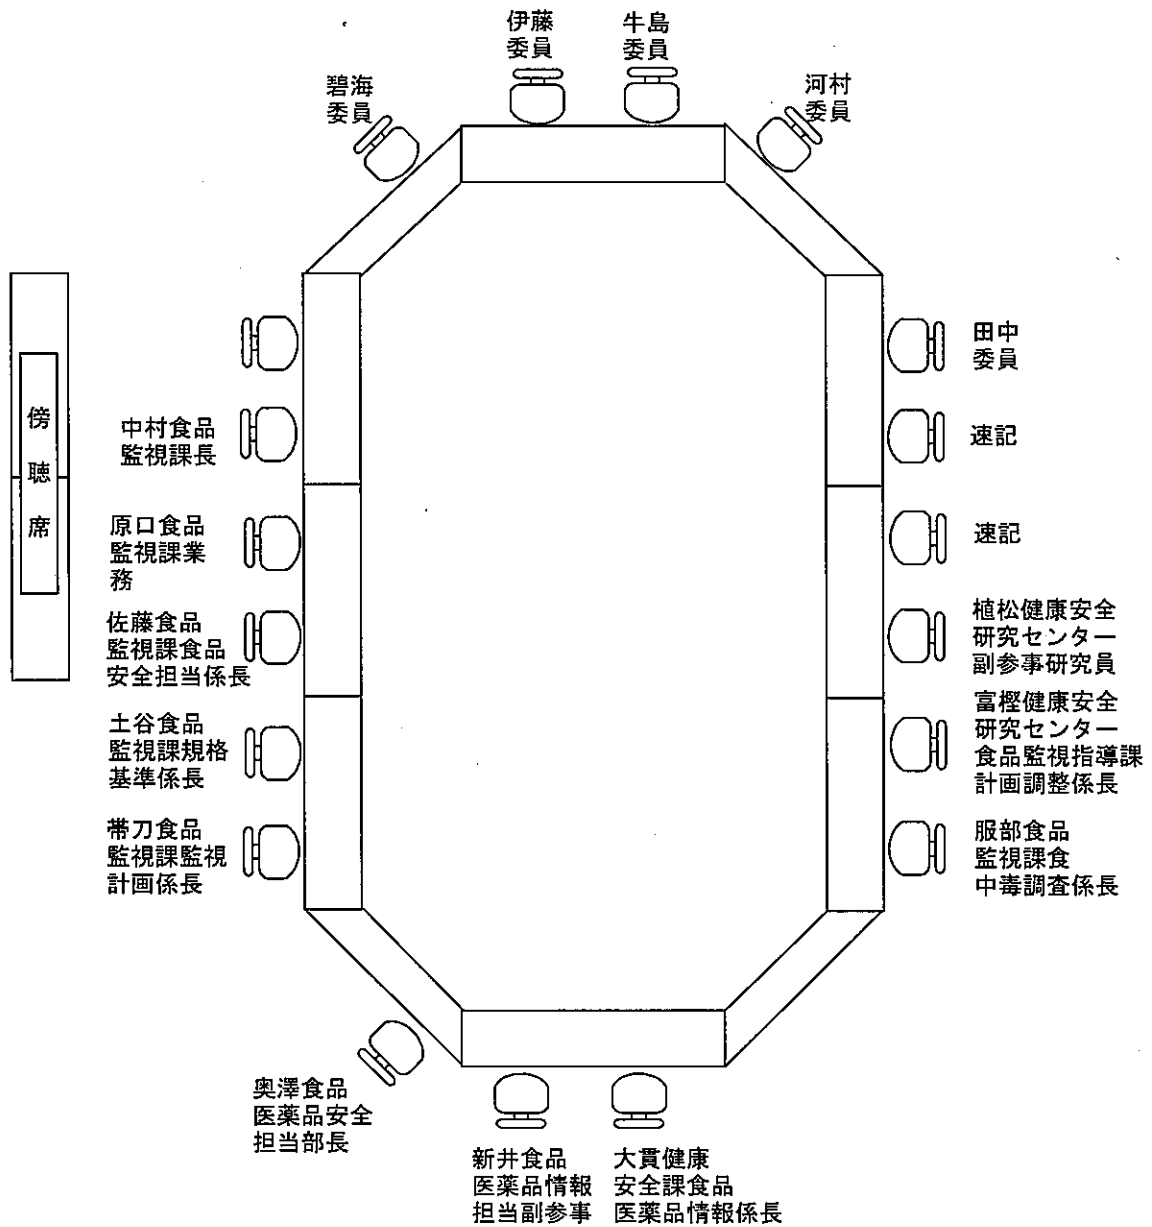 伊藤
委員
牛島
委員
碧海
委員
河村
委員
傍聴席
田中
委員
中村食品
監視課長
速記
原口食品
監視課業
務
速記
佐藤食品
監視課食品
安全担当係長
植松健康安全
研究センター
副参事研究員
土谷食品
監視課規格
基準係長
富樫健康安全
研究センター
食品監視指導課
計画調整係長
帯刀食品
監視課監視
計画係長
服部食品
監視課食
中毒調査係長
奥澤食品
医薬品安全
担当部長
新井食品
医薬品情報
担当副参事
大貫健康
安全課食品
医薬品情報係長